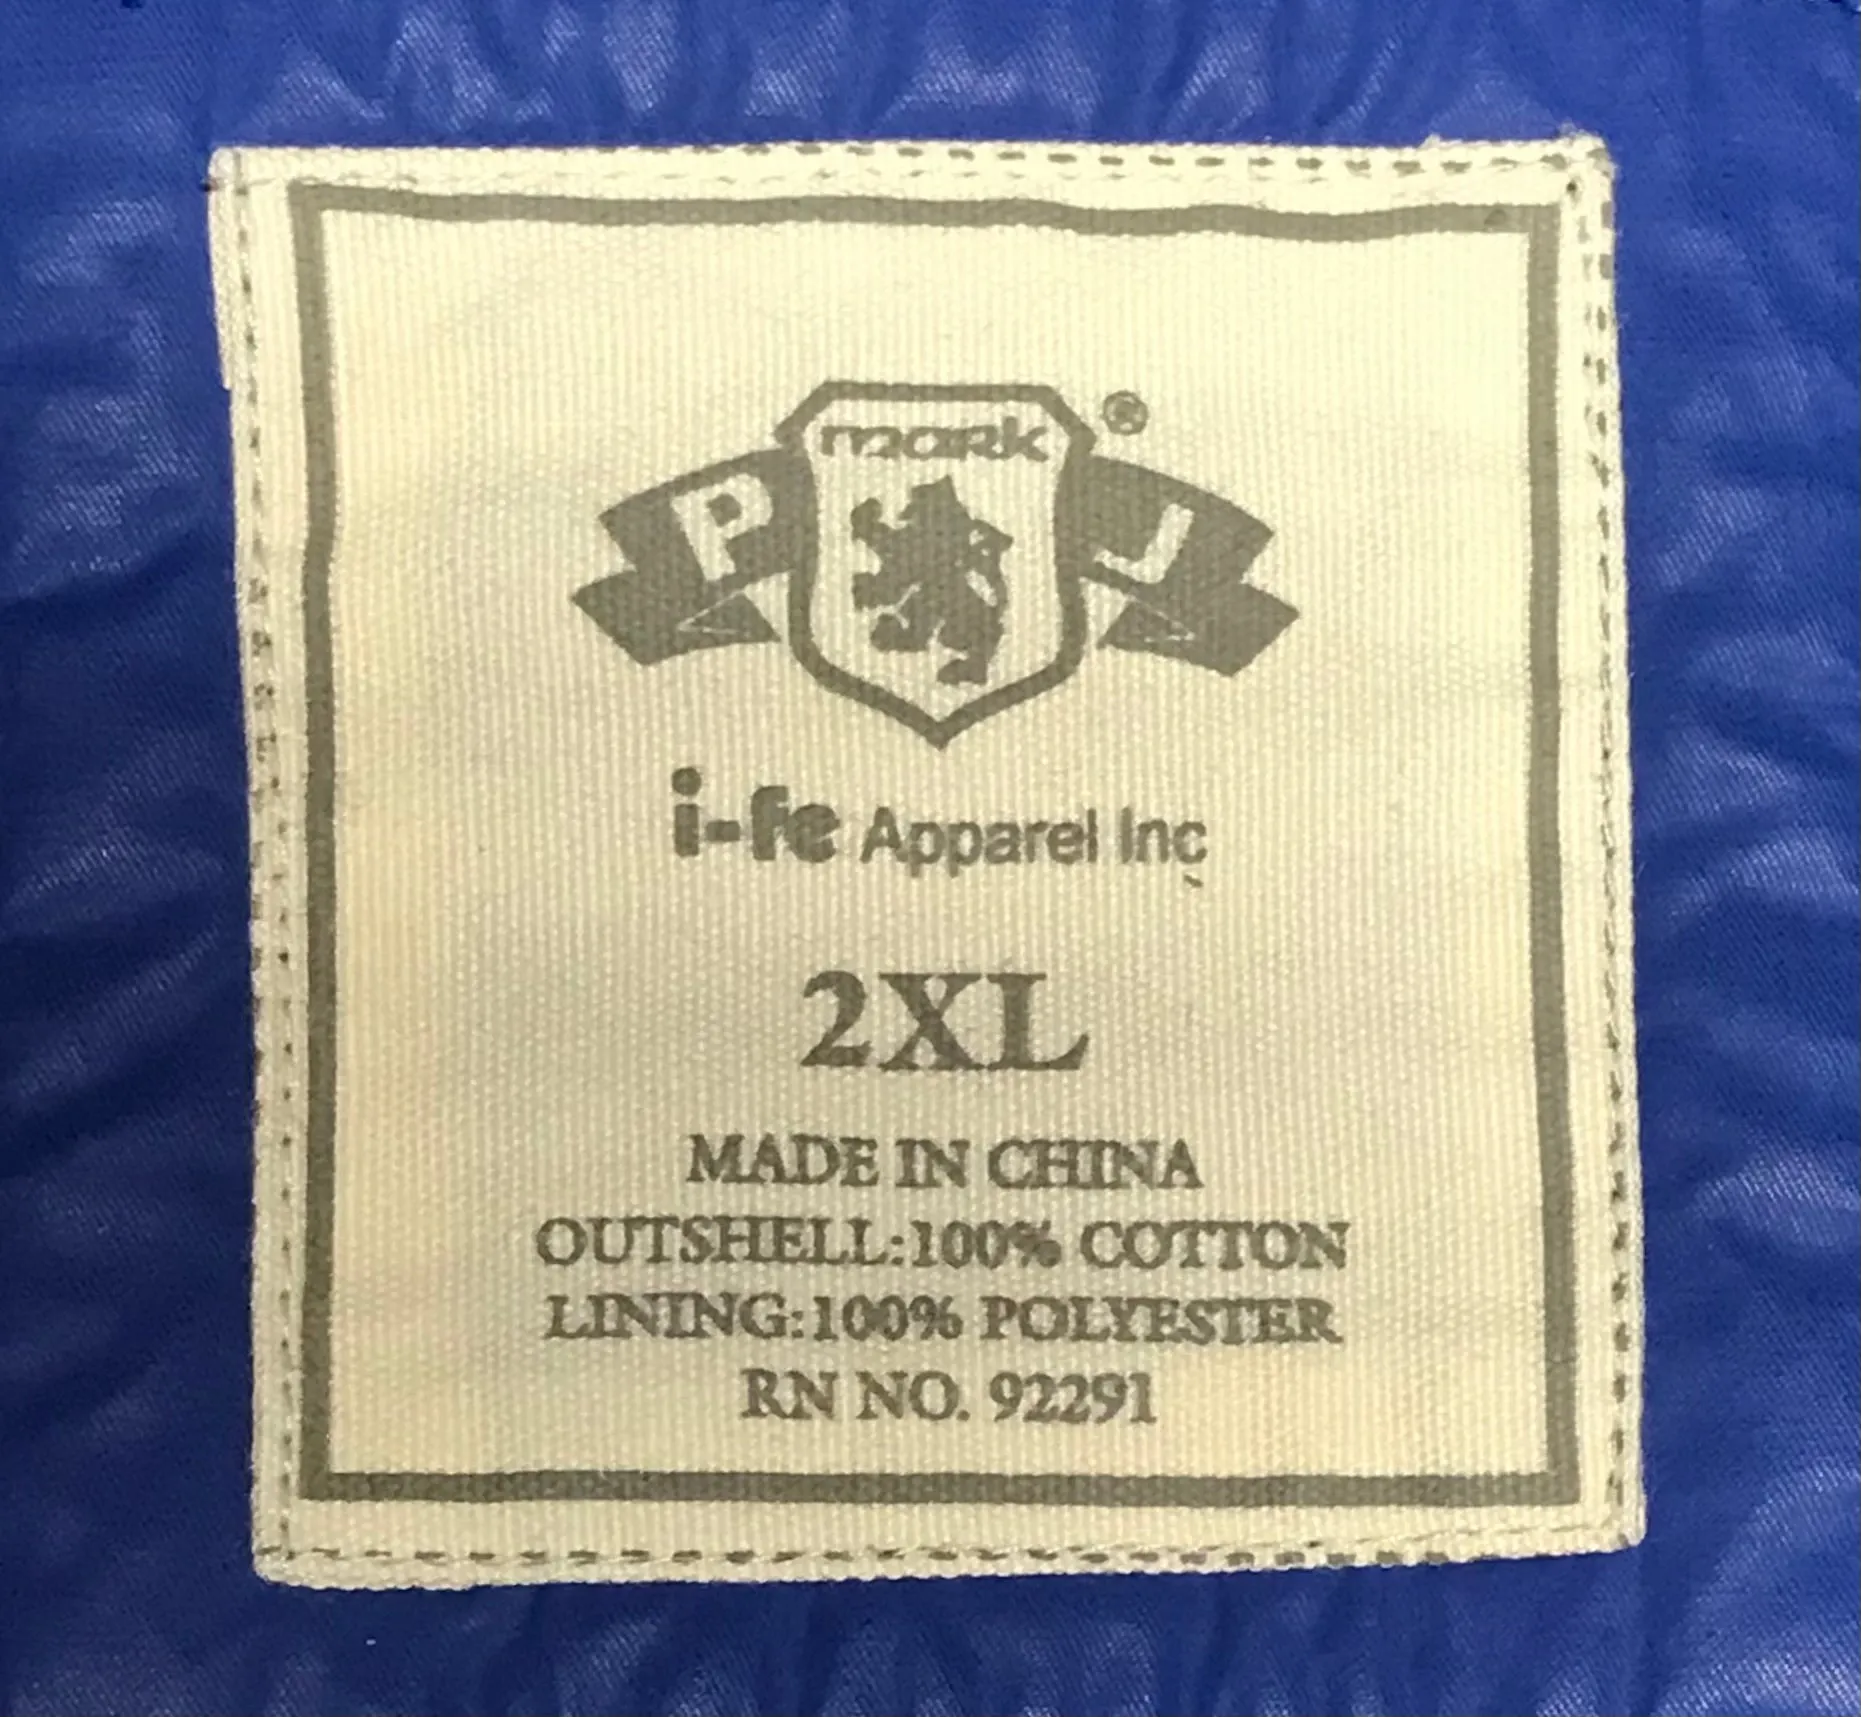 mark ®
P J
i-fe Apparel Inc
2XL
MADE IN CHINA
OUTSHELL:100% COTTON
LINING:100% POLYESTER
RN NO. 92291